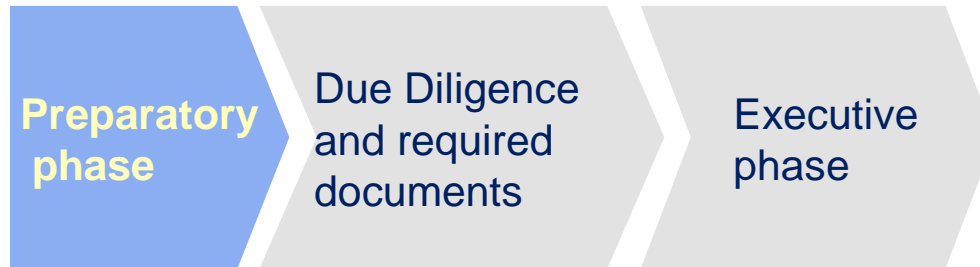 Preparatory
phase
Due Diligence
and required
documents
Executive
phase